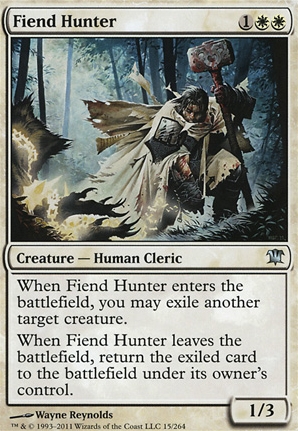 Fiend Hunter 1
Creature — Human Cleric
When Fiend Hunter enters the
battlefield, you may exile another
target creature.
When Fiend Hunter leaves the
battlefield, return the exiled card
to the battlefield under its owner's
control.
Wayne Reynolds
™ & © 1993–2011 Wizards of the Coast LLC 15/264
1/3